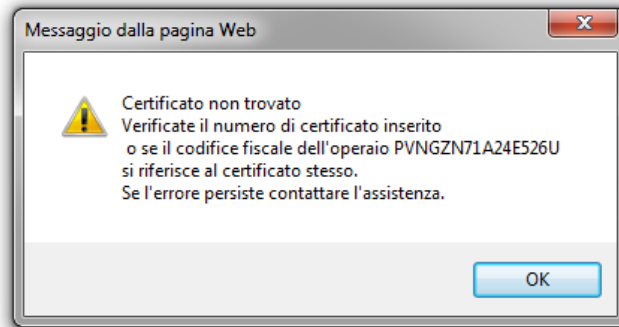 Messaggio dalla pagina Web
Certificato non trovato
Verificate il numero di certificato inserito
o se il codifice fiscale dell'operaio PVNGZN71A24E526U
si riferisce al certificato stesso.
Se l'errore persiste contattare l'assistenza.
OK